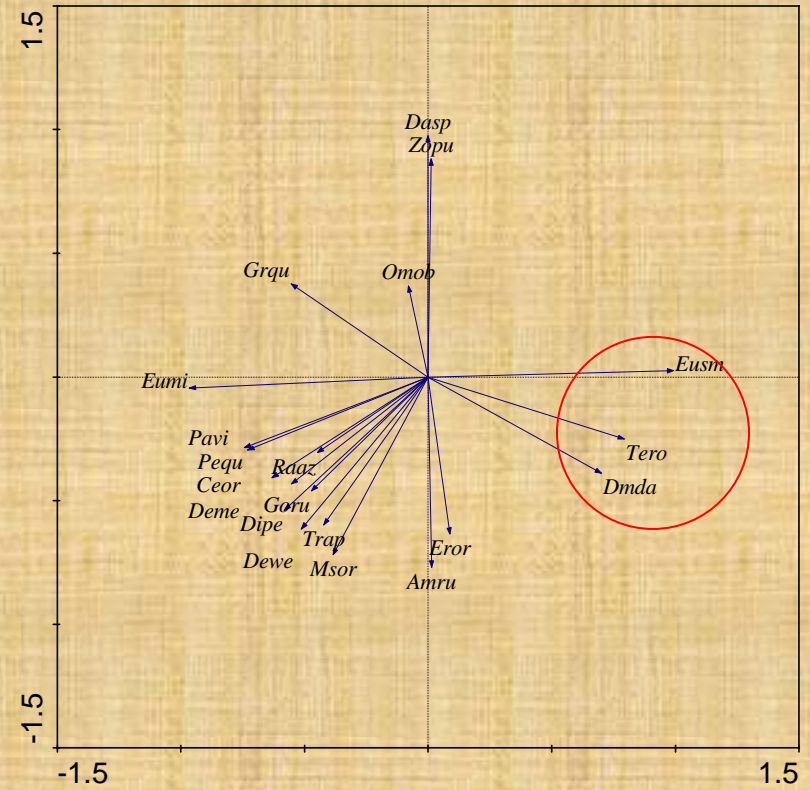 1.5
Dasp
Zopu
Grqu
Omob
Eusm
Eumi
Pavi
Tero
Pequ
Raaz
Ceor
Dmda
Goru
Deme
Dipe
Trap
Eror
Dewe
Msor
Amru
-1.5
-1.5
1.5